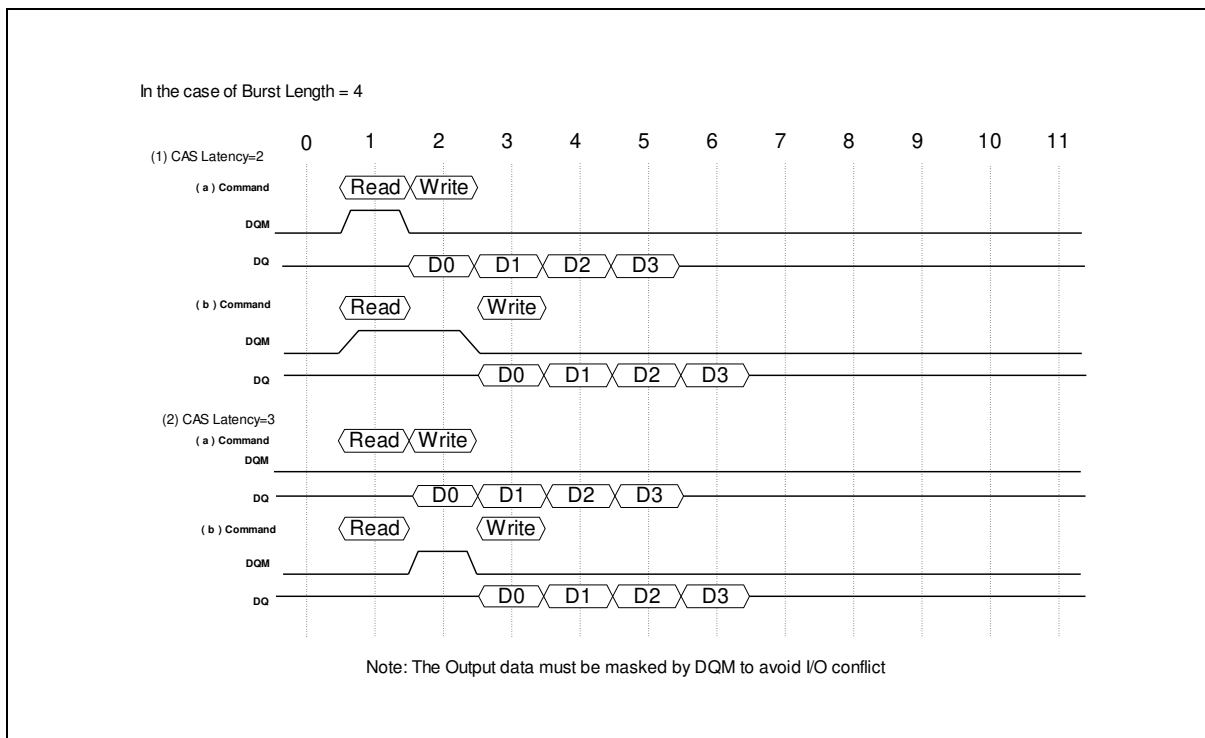 In the case of Burst Length = 4
0 1 2 3 4 5 6 7 8 9 10 11
(1) CAS Latency=2
( a ) Command Read Write
DQM
DQ D0 D1 D2 D3
( b ) Command Read Write
DQM
DQ D0 D1 D2 D3
(2) CAS Latency=3
( a ) Command Read Write
DQM
DQ D0 D1 D2 D3
( b ) Command Read Write
DQM
DQ D0 D1 D2 D3
Note: The Output data must be masked by DQM to avoid I/O conflict